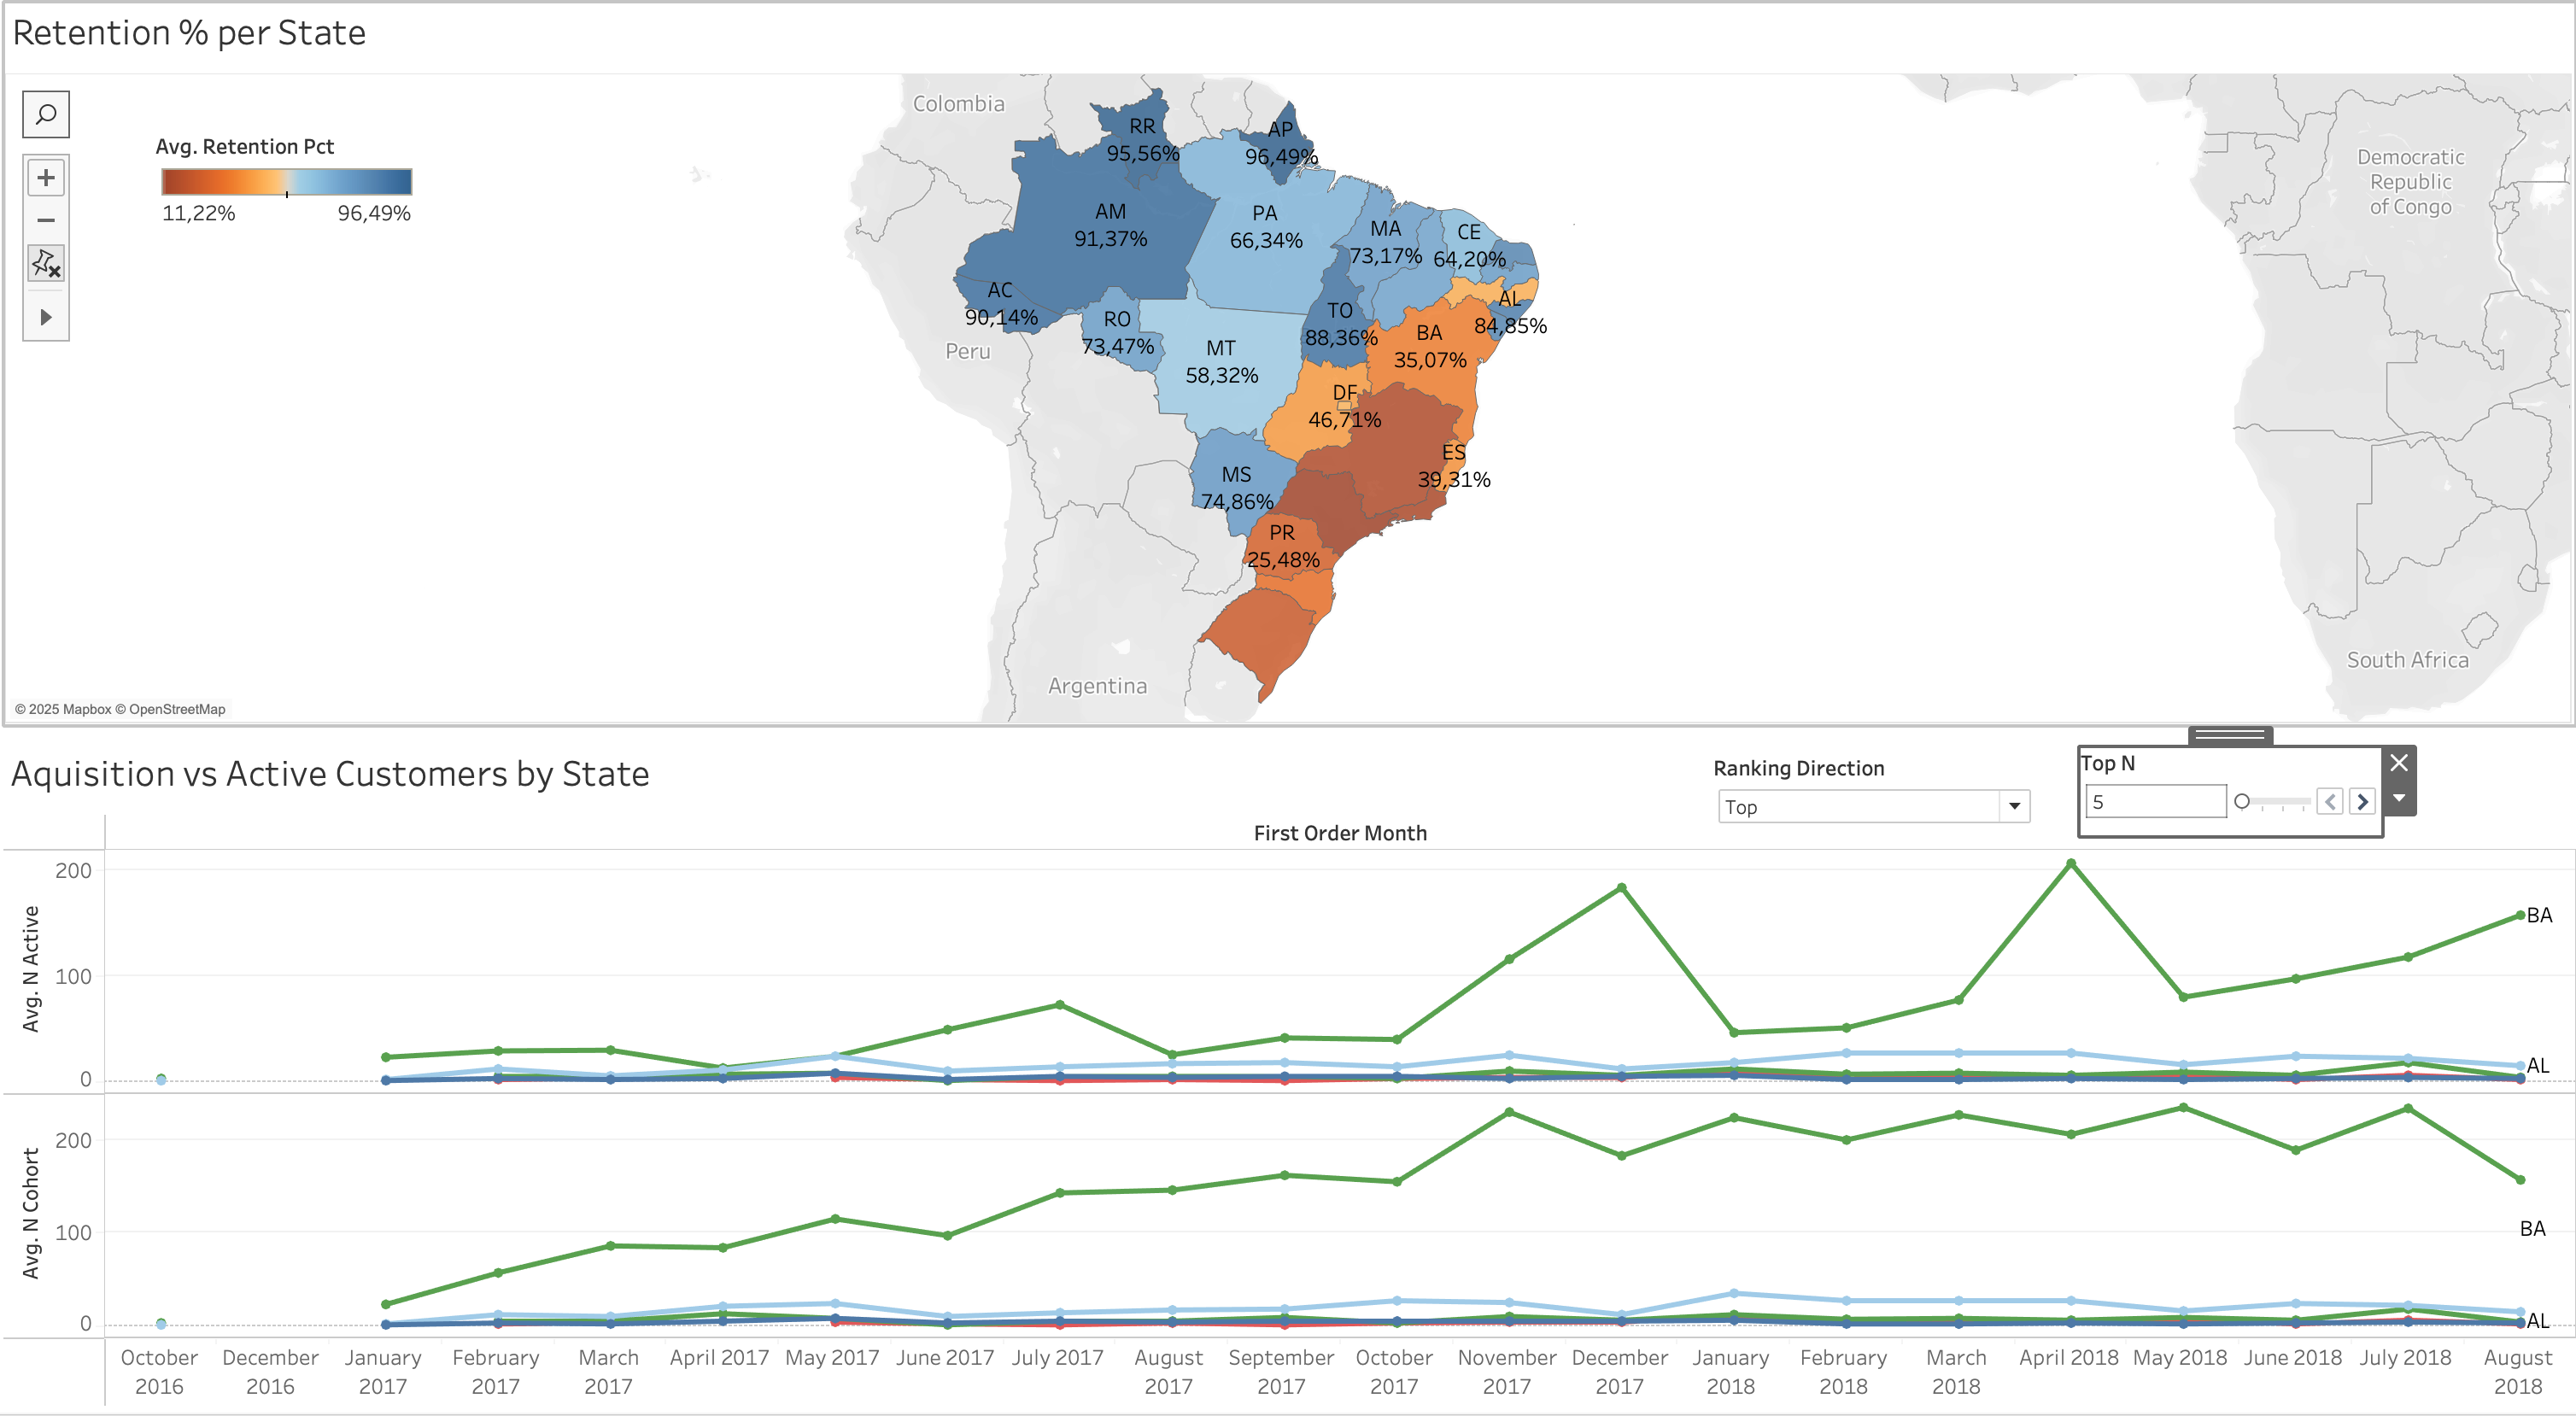 Retention % per State
Colombia
Democratic
Republic
of Congo
Avg. Retention Pct
11,22%
96,49%
RR
95,56%
AP
96,49%
AM
91,37%
PA
66,34%
MA
73,17%
CE
64,20%
AC
90,14%
RO
73,47%
TO
88,36%
AL
84,85%
Peru
MT
58,32%
BA
35,07%
DF
46,71%
ES
39,31%
MS
74,86%
PR
25,48%
South Africa
Argentina
© 2025 Mapbox © OpenStreetMap
Aquisition vs Active Customers by State
Ranking Direction
Top
Top N
5
First Order Month
Avg. N Active
200
100
0
BA
AL
Avg. N Cohort
200
100
0
BA
AL
October
2016
December
2016
January
2017
February
2017
March
2017
April 2017
May 2017
June 2017
July 2017
August
2017
September
2017
October
2017
November
2017
December
2017
January
2018
February
2018
March
2018
April 2018
May 2018
June 2018
July 2018
August
2018